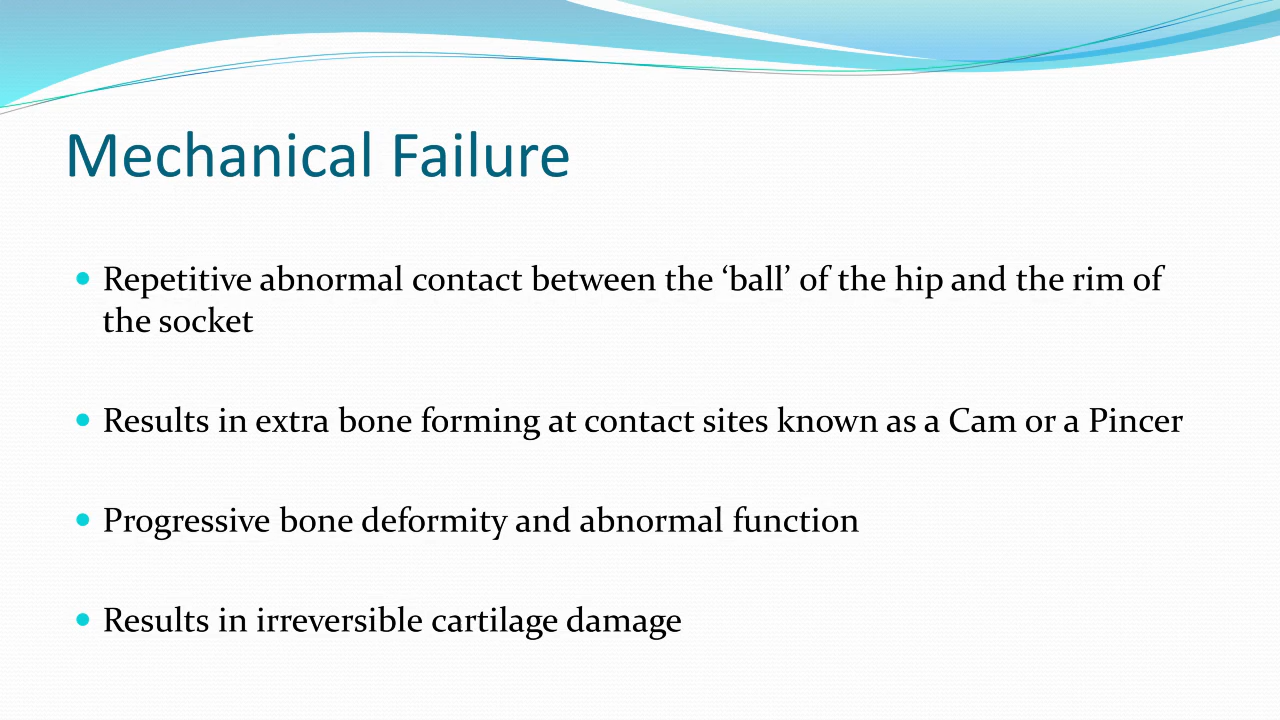 Mechanical Failure
Repetitive abnormal contact between the ‘ball’ of the hip and the rim of
the socket
Results in extra bone forming at contact sites known as a Cam or a Pincer
Progressive bone deformity and abnormal function
Results in irreversible cartilage damage